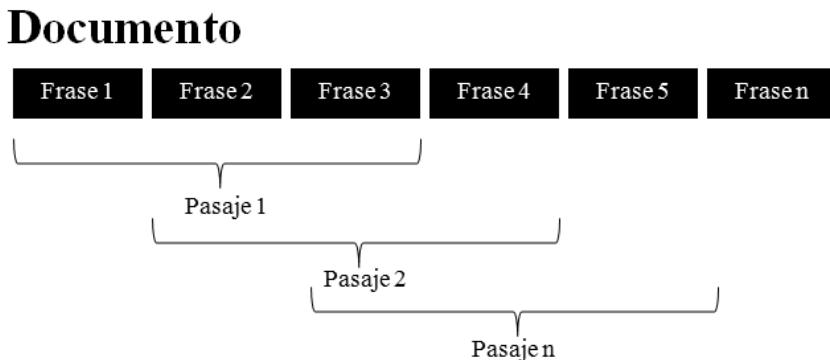 Documento
Frase 1 Frase 2 Frase 3 Frase 4 Frase 5 Frase n
Pasaje 1
Pasaje 2
Pasaje n